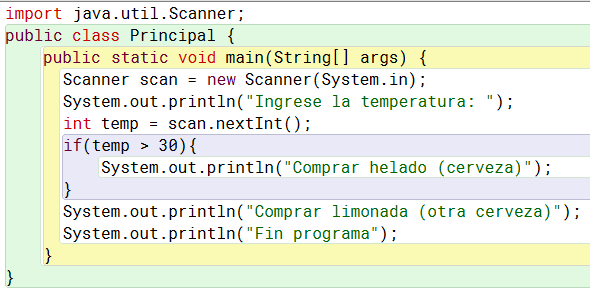 import java.util.Scanner;
public class Principal {
public static void main(String[] args) {
Scanner scan = new Scanner(System.in);
System.out.println("Ingrese la temperatura: ");
int temp = scan.nextInt();
if(temp > 30){
System.out.println("Comprar helado (cerveza)");
}
System.out.println("Comprar limonada (otra cerveza)");
System.out.println("Fin programa");
}
}